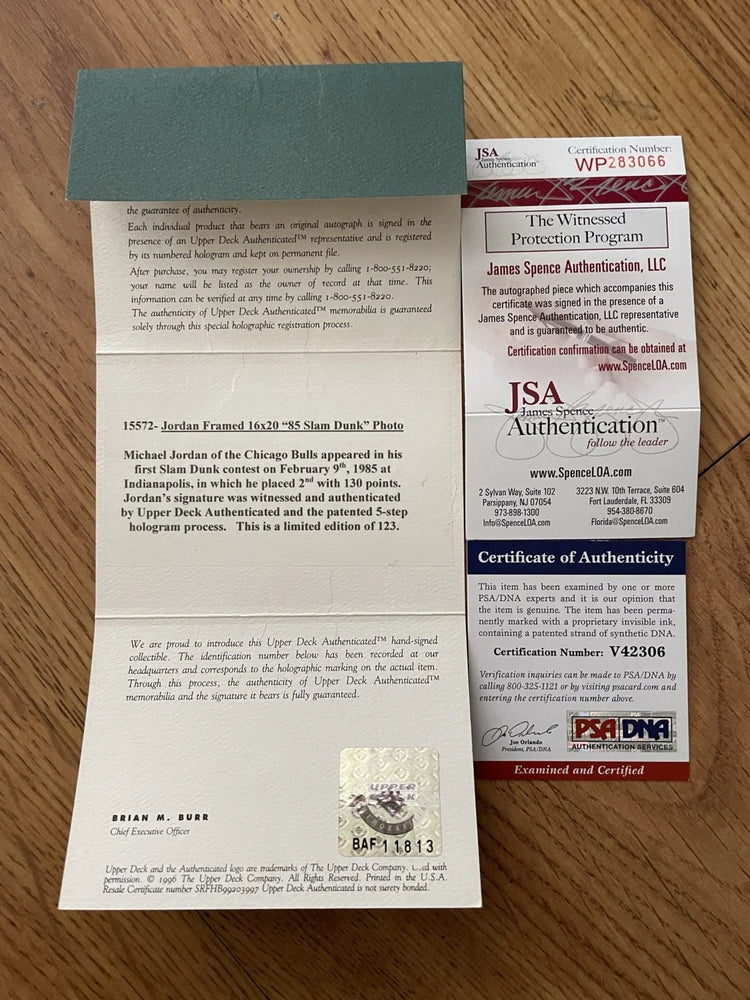 the guarantee of authenticity.
Each individual product that bears an original autograph is signed in the
presence of an Upper Deck Authenticated™ representative and is registered
by its numbered hologram and kept on permanent file.
After purchase, you may register your ownership by calling 1-800-551-8220;
your name will be listed as the owner of record at that time. This
information can be verified at any time by calling 1-800-551-8220.
The authenticity of Upper Deck Authenticated™ memorabilia is guaranteed
solely through this special holographic registration process.
15572- Jordan Framed 16x20 “85 Slam Dunk” Photo
Michael Jordan of the Chicago Bulls appeared in his
first Slam Dunk contest on February 9th, 1985 at
Indianapolis, in which he placed 2nd with 130 points.
Jordan’s signature was witnessed and authenticated
by Upper Deck Authenticated and the patented 5-step
hologram process. This is a limited edition of 123.
We are proud to introduce this Upper Deck Authenticated™ hand-signed
collectible. The identification number below has been recorded at our
headquarters and corresponds to the holographic marking on the actual item.
Through this process, the authenticity of Upper Deck Authenticated™
memorabilia and the signature it bears is fully guaranteed.
BRIAN M. BURR
Chief Executive Officer
UPPER
BAF11813
Upper Deck and the Authenticated logo are trademarks of The Upper Deck Company. Used with
permission. © 1996 The Upper Deck Company. All Rights Reserved. Printed in the U.S.A.
Resale Certificate number SRFHB99203997 Upper Deck Authenticated is not surety bonded.
JSA
James Spence
Authentication
Certification Number:
WP283066
The Witnessed
Protection Program
James Spence Authentication, LLC
The autographed piece which accompanies this
certificate was signed in the presence of a
James Spence Authentication, LLC representative
and is guaranteed to be authentic.
Certification confirmation can be obtained at
www.SpenceLOA.com
JSA
James Spence
Authentication™
follow the leader
www.SpenceLOA.com
2 Sylvan Way, Suite 102
Parsippany, NJ 07054
973-898-1300
Info@SpenceLOA.com
3223 N.W. 10th Terrace, Suite 604
Fort Lauderdale, FL 33309
954-380-8670
Florida@SpenceLOA.com
Certificate of Authenticity
This item has been examined by one or more
PSA/DNA experts and it is our opinion that
the item is genuine. The item has been perma-
nently marked with a proprietary invisible ink,
containing a patented strand of synthetic DNA.
Certification Number: V42306
Verification inquiries can be made to PSA/DNA by
calling 800-325-1121 or by visiting psacard.com and
entering the certification number above.
Joe Orlando
President, PSA/DNA
PSA DNA
AUTHENTICATION SERVICES
Examined and Certified